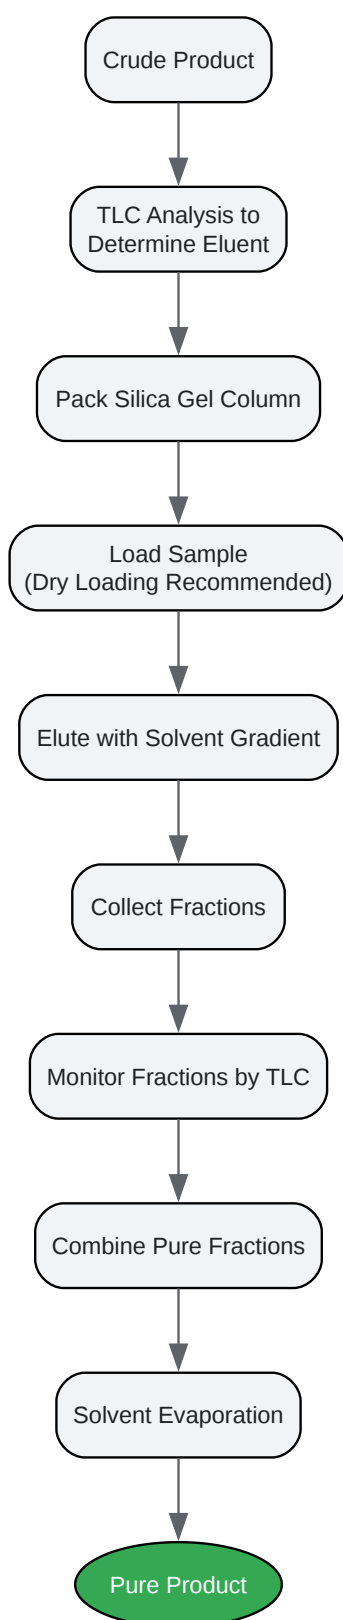 Crude Product
TLC Analysis to
Determine Eluent
Pack Silica Gel Column
Load Sample
(Dry Loading Recommended)
Elute with Solvent Gradient
Collect Fractions
Monitor Fractions by TLC
Combine Pure Fractions
Solvent Evaporation
Pure Product